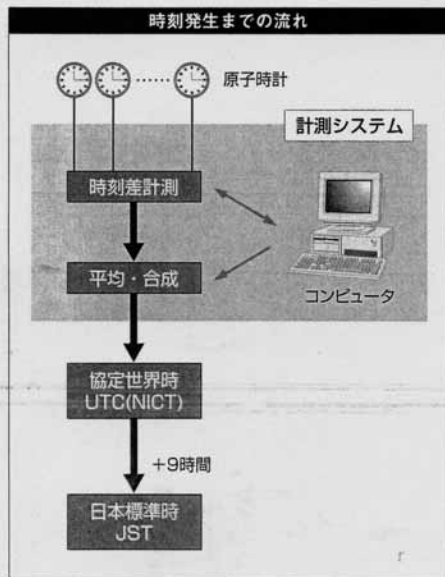 時刻発生までの流れ
原子時計
計測システム
時刻差計測
平均・合成
コンピュータ
協定世界時
UTC(NICT)
+9時間
日本標準時
JST
r